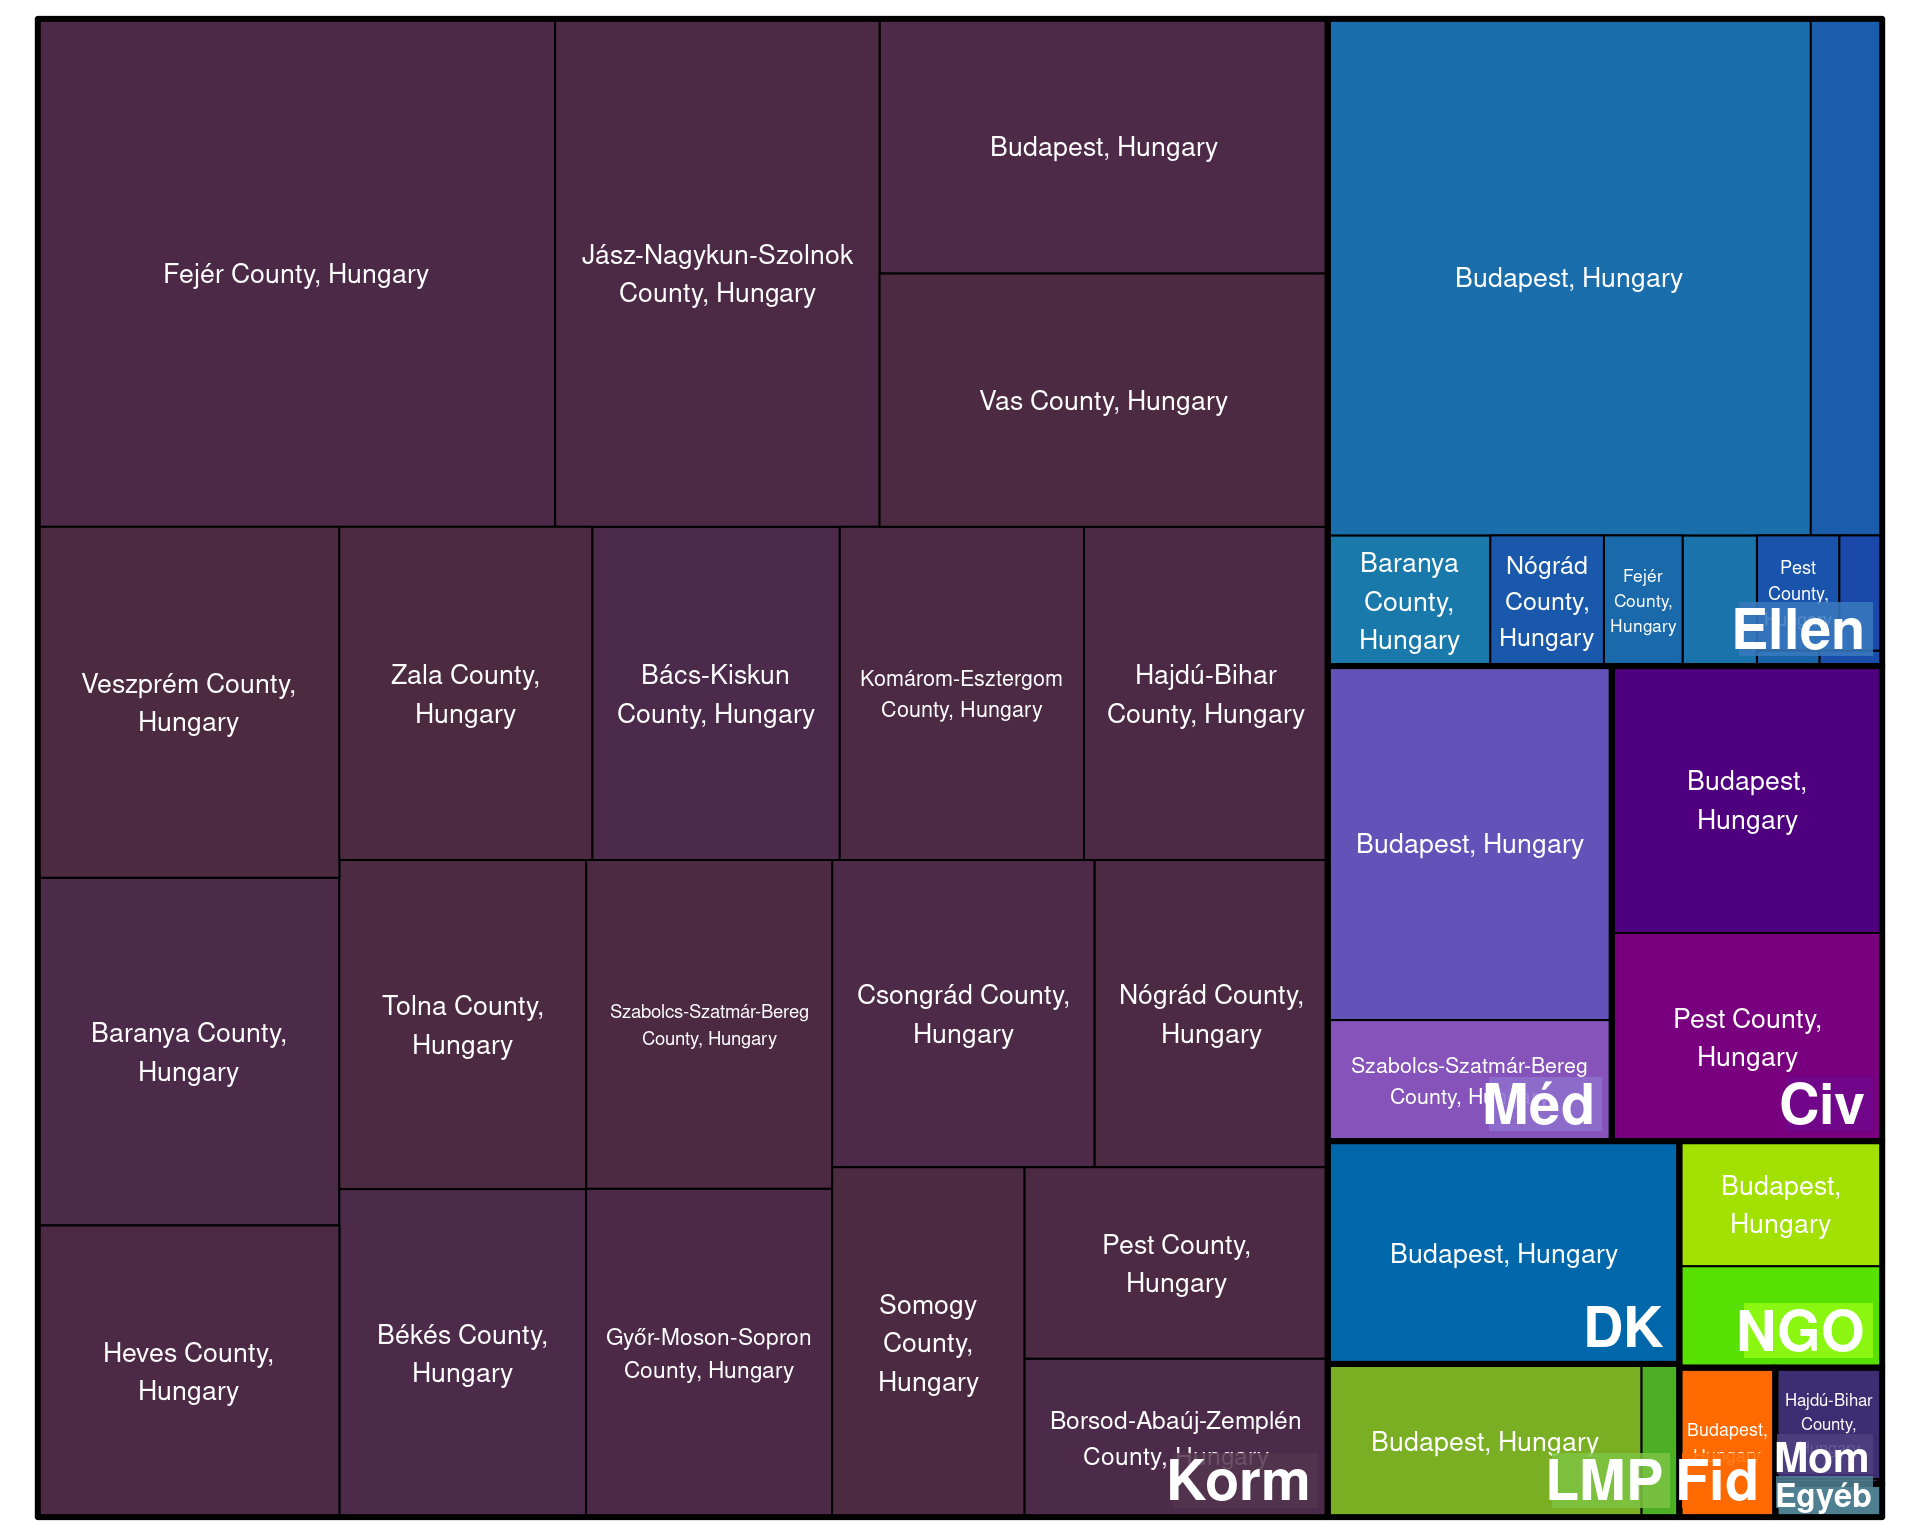 Fejér County, Hungary
Jász-Nagykun-Szolnok
County, Hungary
Budapest, Hungary
Vas County, Hungary
Veszprém County,
Hungary
Zala County,
Hungary
Bács-Kiskun
County, Hungary
Komárom-Esztergom
County, Hungary
Hajdú-Bihar
County, Hungary
Baranya County,
Hungary
Tolna County,
Hungary
Szabolcs-Szatmár-Bereg
County, Hungary
Csongrád County,
Hungary
Nógrád County,
Hungary
Heves County,
Hungary
Békés County,
Hungary
Győr-Moson-Sopron
County, Hungary
Somogy
County,
Hungary
Pest County,
Hungary
Borsod-Abaúj-Zemplén
County, Hungary
Korm
Budapest, Hungary
Baranya
County,
Hungary
Nógrád
County,
Hungary
Fejér
County,
Hungary
Pest
County,
Ellen
Budapest, Hungary
Szabolcs-Szatmár-Bereg
County,
Méd
Budapest,
Hungary
Pest County,
Hungary
Civ
Budapest, Hungary
DK
Budapest,
Hungary
NGO
Budapest, Hungary
LMP
Budapest,
Hungary
Fid
Hajdú-Bihar
County,
Mom
Egyéb